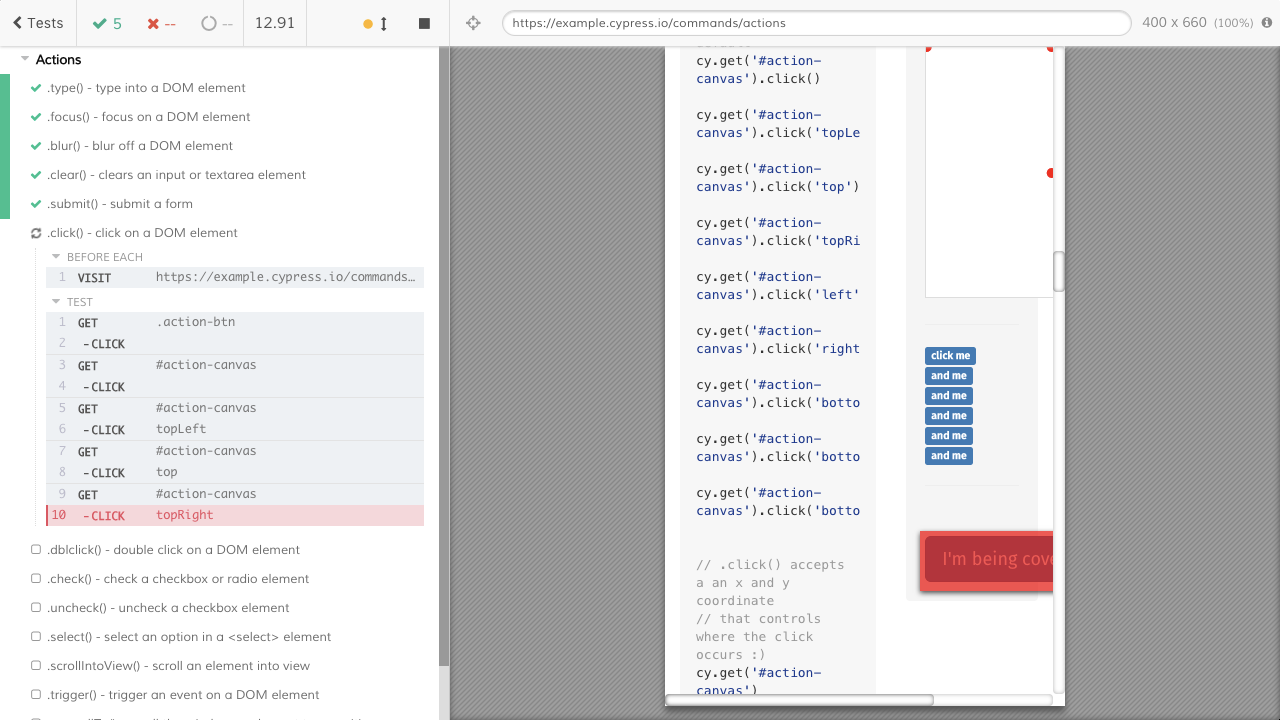 Tests
5
--
--
12.91
https://example.cypress.io/commands/actions
400 x 660 (100%)
Actions
.type() - type into a DOM element
.focus() - focus on a DOM element
.blur() - blur off a DOM element
.clear() - clears an input or textarea element
.submit() - submit a form
.click() - click on a DOM element
BEFORE EACH
1 VISIT https://example.cypress.io/commands…
TEST
1 GET .action-btn
2 -CLICK
3 GET #action-canvas
4 -CLICK
5 GET #action-canvas
6 -CLICK topLeft
7 GET #action-canvas
8 -CLICK top
9 GET #action-canvas
10 -CLICK topRight
.dblclick() - double click on a DOM element
.check() - check a checkbox or radio element
.uncheck() - uncheck a checkbox element
.select() - select an option in a <select> element
.scrollIntoView() - scroll an element into view
.trigger() - trigger an event on a DOM element
cy.get('#action-
canvas').click()
cy.get('#action-
canvas').click('topLe
cy.get('#action-
canvas').click('top')
cy.get('#action-
canvas').click('topRi
cy.get('#action-
canvas').click('left'
cy.get('#action-
canvas').click('right
cy.get('#action-
canvas').click('botto
cy.get('#action-
canvas').click('botto
cy.get('#action-
canvas').click('botto
// .click() accepts
a an x and y
coordinate
// that controls
where the click
occurs :)
cy.get('#action-
canvas')
click me
and me
and me
and me
and me
and me
I'm being cove